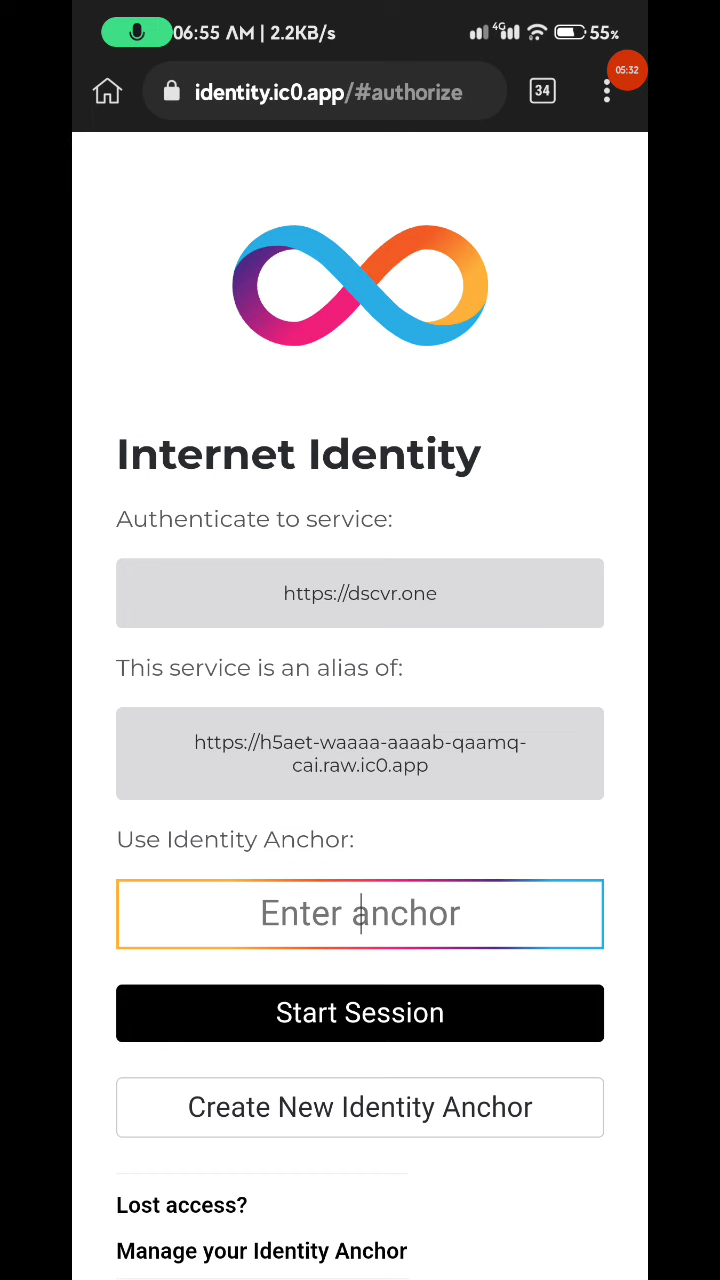 06:55 AM | 2.2KB/s 4G 55%
05:32
identity.ic0.app/#authorize 34
Internet Identity
Authenticate to service:
https://dscvr.one
This service is an alias of:
https://h5aet-waaaa-aaaab-qaamq-
cai.raw.ic0.app
Use Identity Anchor:
Enter anchor
Start Session
Create New Identity Anchor
Lost access?
Manage your Identity Anchor